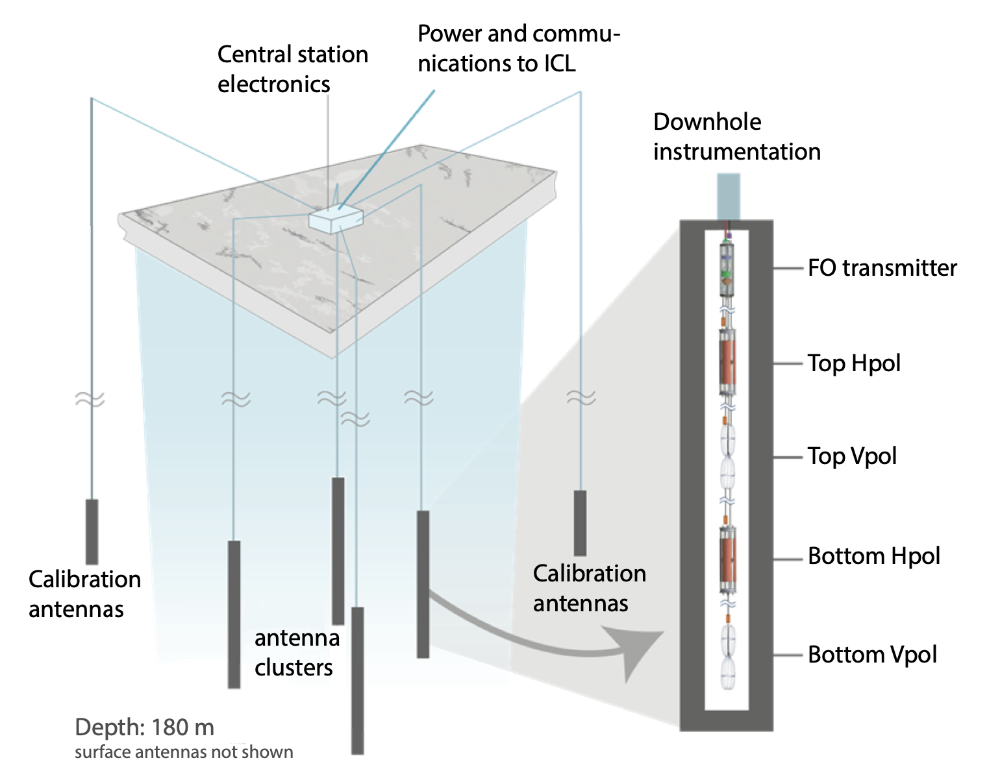 Power and commu-
nications to ICL
Central station
electronics
Downhole
instrumentation
FO transmitter
Top Hpol
Top Vpol
Bottom Hpol
Bottom Vpol
Calibration
antennas
Calibration
antennas
antenna
clusters
Depth: 180 m
surface antennas not shown